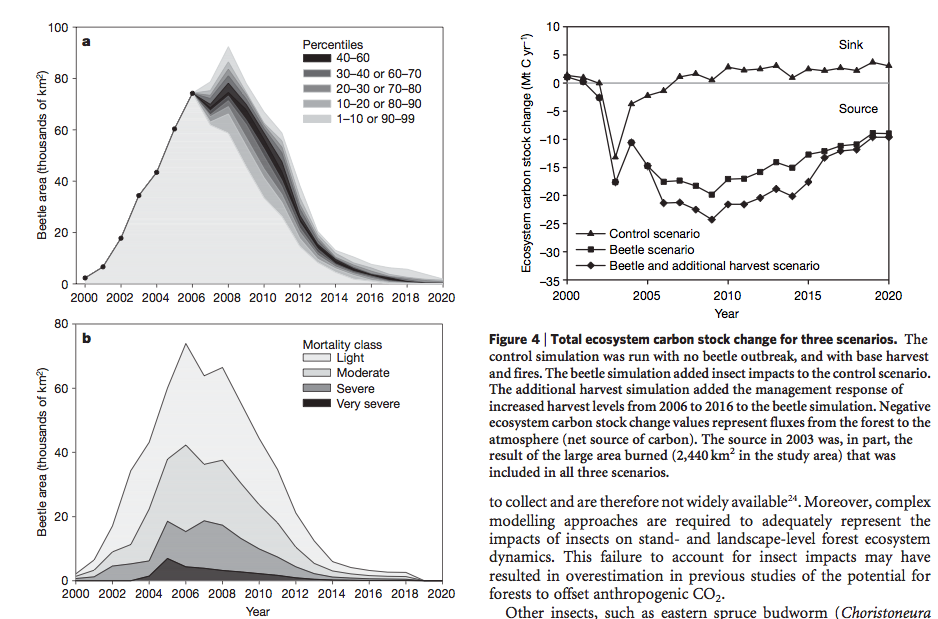 a
Percentiles
40–60
30–40 or 60–70
20–30 or 70–80
10–20 or 80–90
1–10 or 90–99
Beetle area (thousands of km²)
100
80
60
40
20
0
2000 2002 2004 2006 2008 2010 2012 2014 2016 2018 2020
b
Mortality class
Light
Moderate
Severe
Very severe
Beetle area (thousands of km²)
80
60
40
20
0
2000 2002 2004 2006 2008 2010 2012 2014 2016 2018 2020
Year
Ecosystem carbon stock change (Mt C yr⁻¹)
10
5
0
–5
–10
–15
–20
–25
–30
–35
Sink
Source
Control scenario
Beetle scenario
Beetle and additional harvest scenario
2000 2005 2010 2015 2020
Year
Figure 4 | Total ecosystem carbon stock change for three scenarios. The
control simulation was run with no beetle outbreak, and with base harvest
and fires. The beetle simulation added insect impacts to the control scenario.
The additional harvest simulation added the management response of
increased harvest levels from 2006 to 2016 to the beetle simulation. Negative
ecosystem carbon stock change values represent fluxes from the forest to the
atmosphere (net source of carbon). The source in 2003 was, in part, the
result of the large area burned (2,440 km² in the study area) that was
included in all three scenarios.
to collect and are therefore not widely available²⁴. Moreover, complex
modelling approaches are required to adequately represent the
impacts of insects on stand- and landscape-level forest ecosystem
dynamics. This failure to account for insect impacts may have
resulted in overestimation in previous studies of the potential for
forests to offset anthropogenic CO₂.
Other insects, such as eastern spruce budworm (Choristoneura